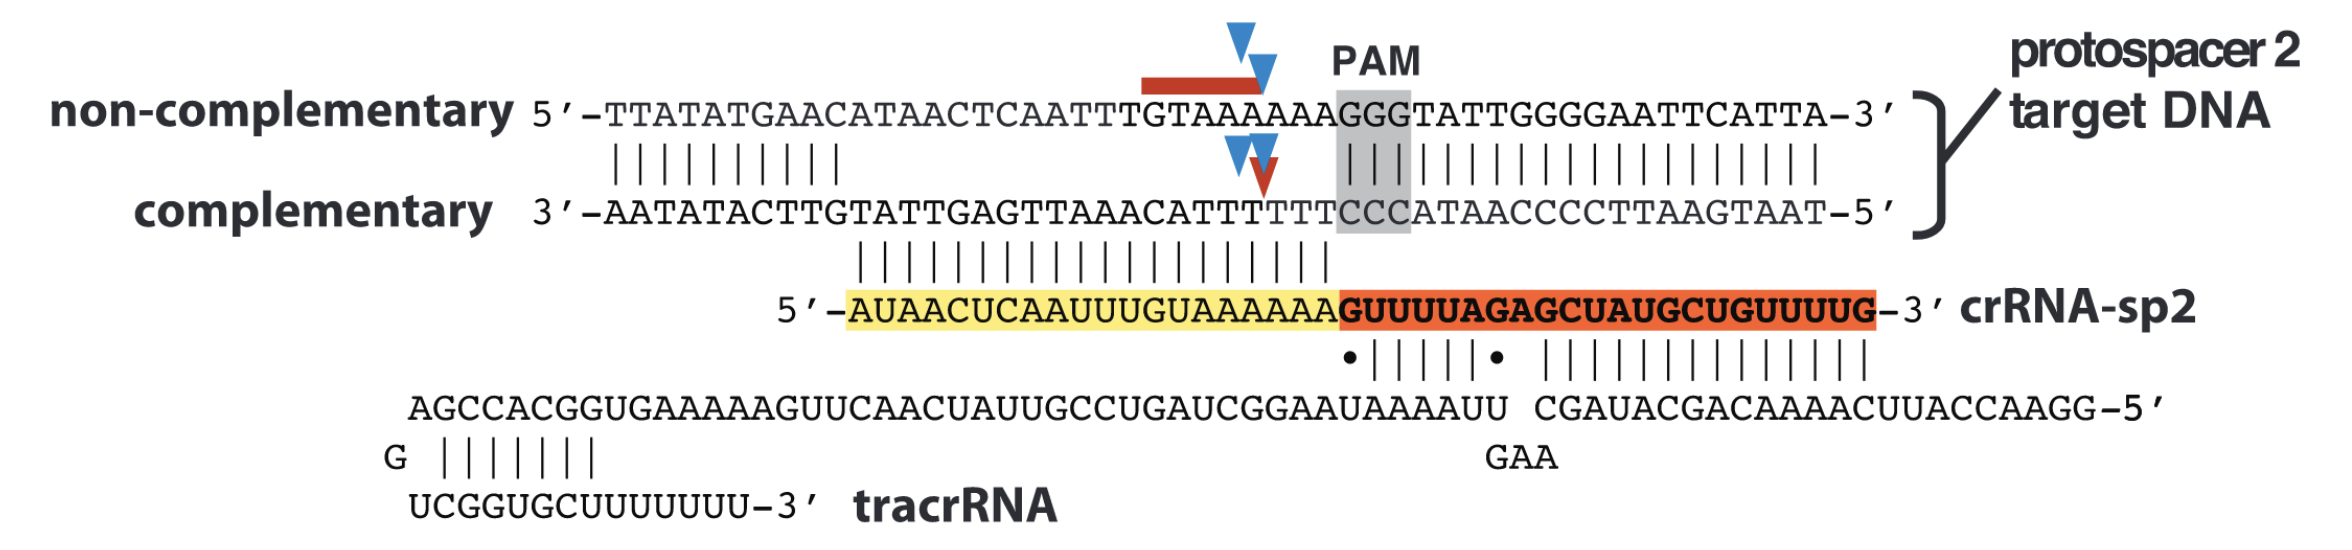 PAM
protospacer 2
target DNA
non-complementary 5′-TTATATGAACATAACTCAATTTGTAAAAAAGGGTATTGGGGAATTCATTA-3′
complementary 3′-AATATACTTGTATTGAGTTAAACATTTTTTCCCATAACCCCTTAAGTAAT-5′
5′-AUAACUCAAUUUGUAAAAAAGUUUUAGAGCUAUGCUGUUUUG-3′ crRNA-sp2
AGCCACGGUGAAAAAGUUCAACUAUUGCCUGAUCGGAAUAAAAUU CGAUACGACAAAACUUACCAAGG-5′
G GAA
UCGGUGCUUUUUUU-3′ tracrRNA